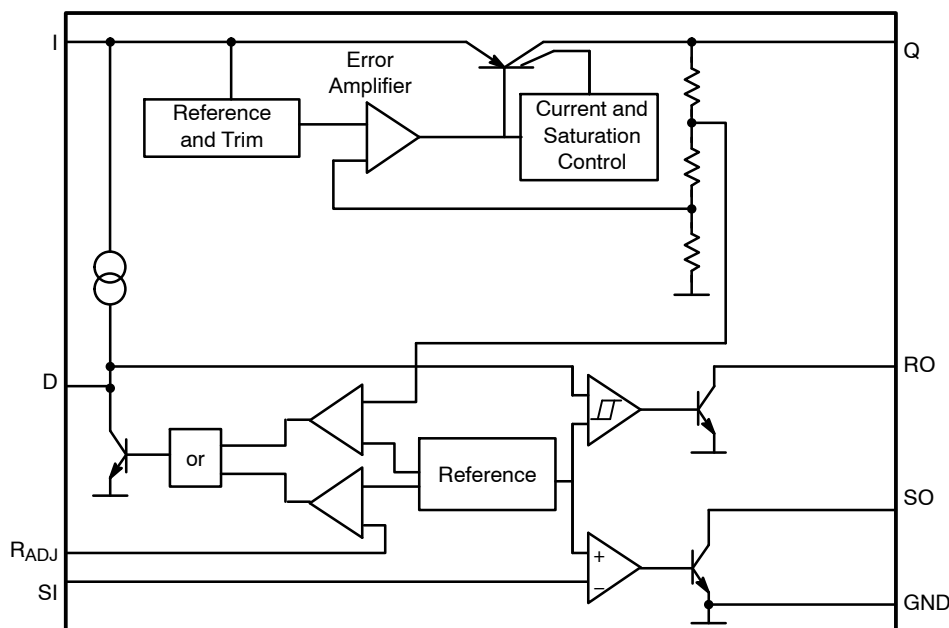 I
Q
Error
Amplifier
Reference
and Trim
Current and
Saturation
Control
D
RO
or
Reference
SO
RADJ
SI
+
−
GND